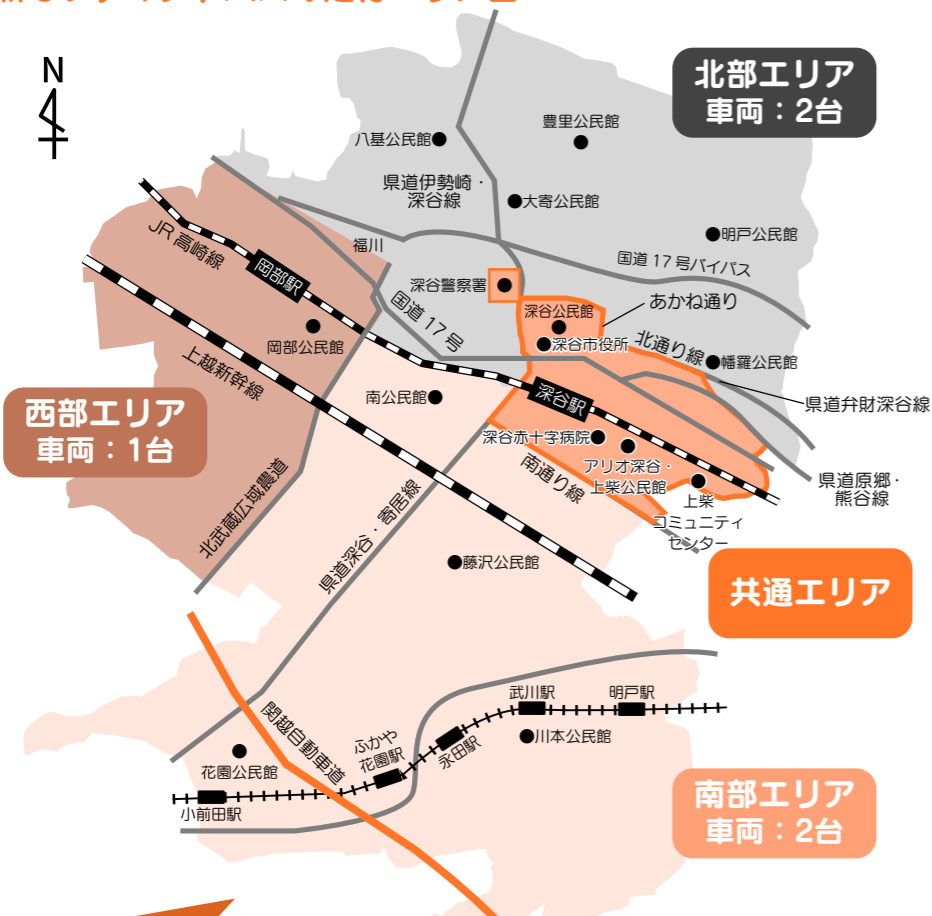 N
北部エリア
車両：2台
八基公民館
豊里公民館
県道伊勢崎・
深谷線
大寄公民館
明戸公民館
JR高崎線
岡部駅
福川
国道17号バイパス
深谷警察署
あかね通り
深谷公民館
国道17号
深谷市役所
北通り線
幡羅公民館
岡部公民館
上越新幹線
南公民館
深谷駅
県道弁財深谷線
西部エリア
車両：1台
深谷赤十字病院
アリオ深谷・
上柴公民館
南通り線
上柴
コミュニティ
センター
県道原郷・
熊谷線
北武蔵広域農道
県道深谷・寄居線
藤沢公民館
共通エリア
関越自動車道
武川駅
明戸駅
ふかや
花園駅
永田駅
川本公民館
花園公民館
小前田駅
南部エリア
車両：2台